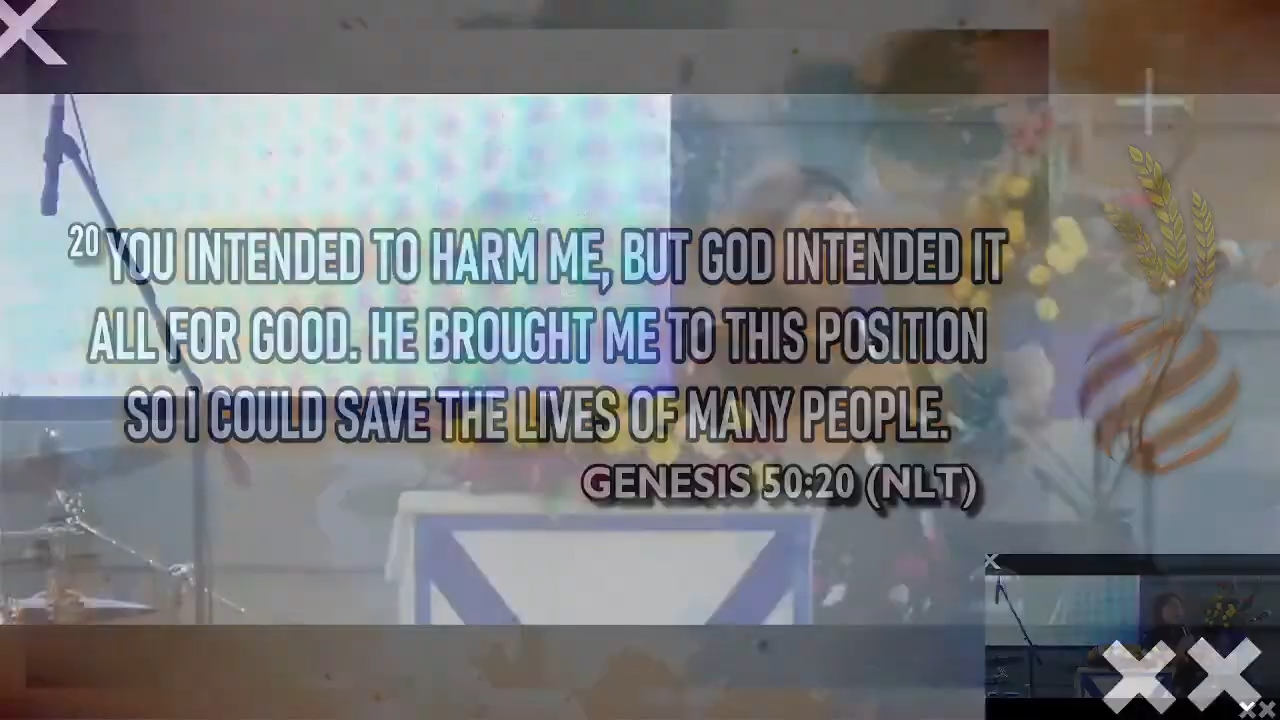 20 YOU INTENDED TO HARM ME, BUT GOD INTENDED IT
ALL FOR GOOD. HE BROUGHT ME TO THIS POSITION
SO I COULD SAVE THE LIVES OF MANY PEOPLE.
GENESIS 50:20 (NLT)